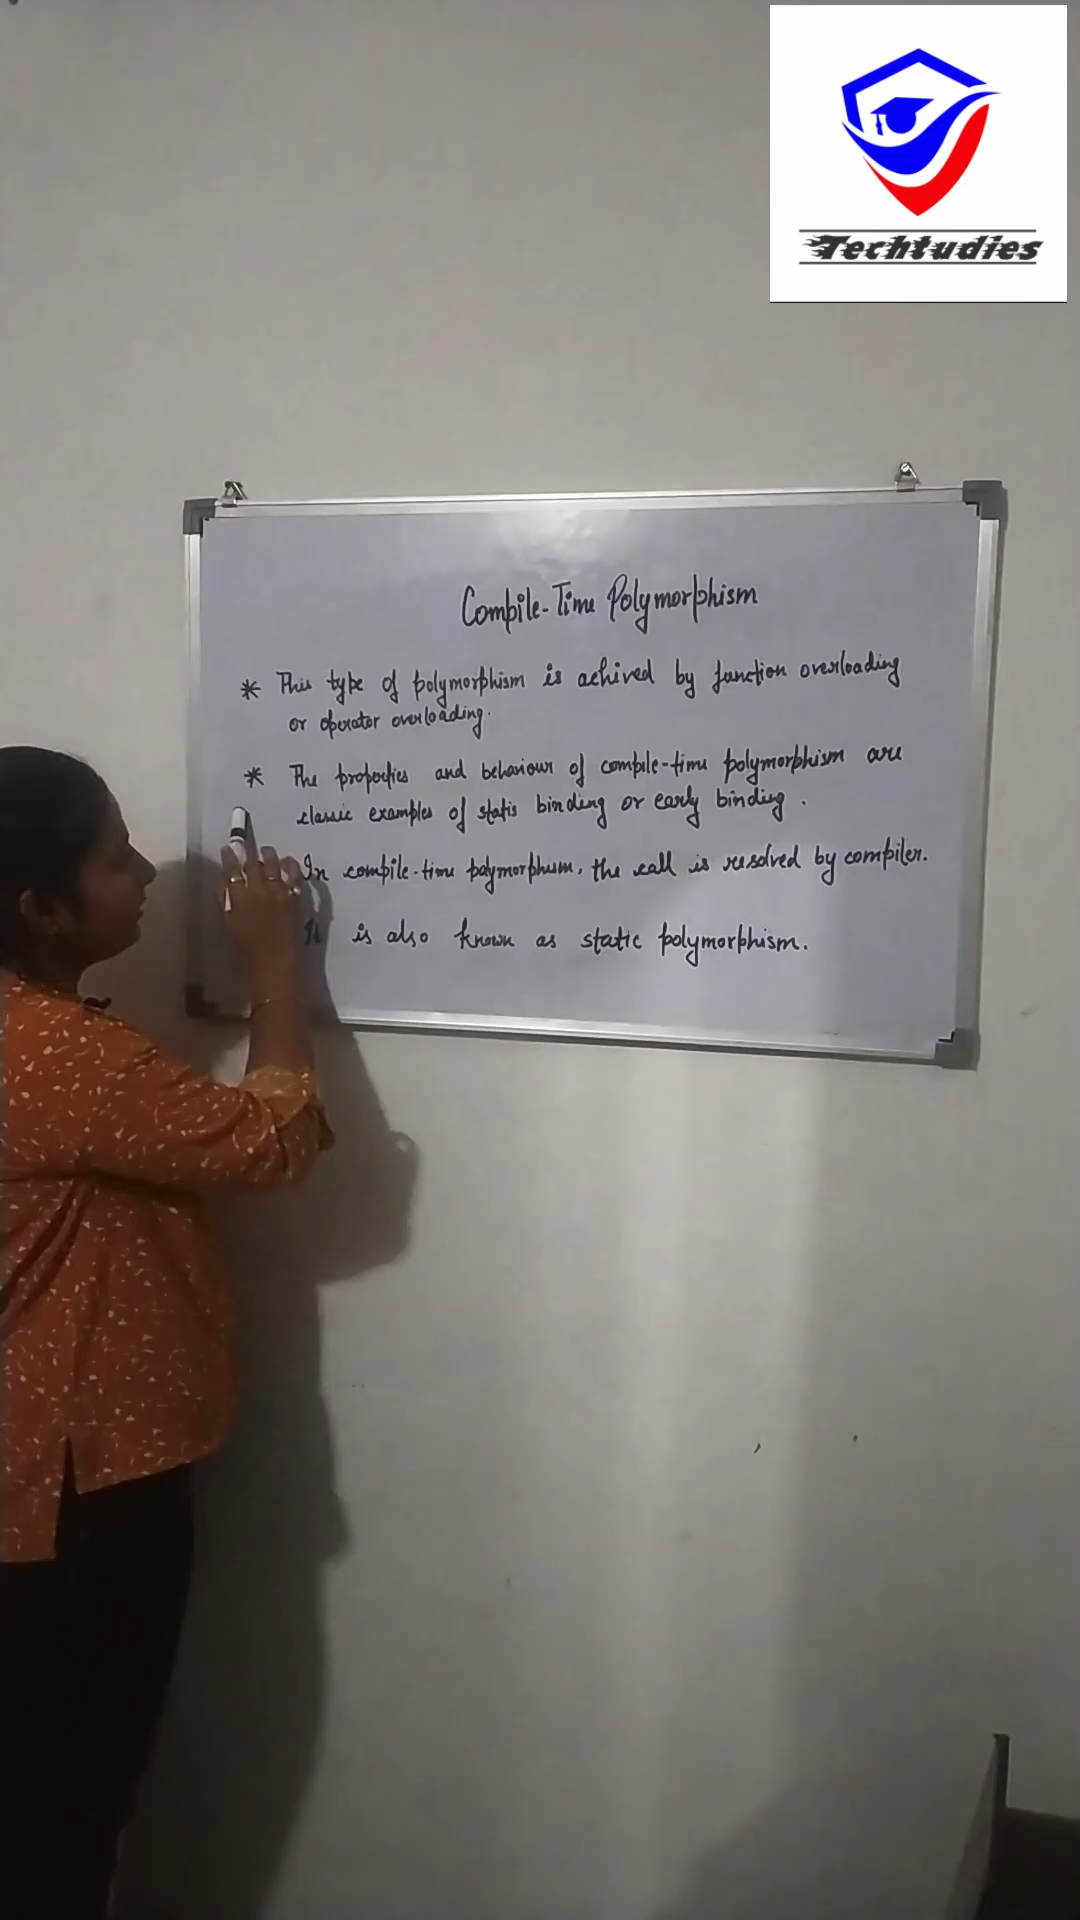 Techtudies
Compile-Time Polymorphism
* This type of polymorphism is achived by function overloading
or operator overloading.
* The properties and behaviour of compile-time polymorphism are
classic examples of statis binding or early binding.
In compile-time polymorphism, the call is resolved by compiler.
It is also known as static polymorphism.